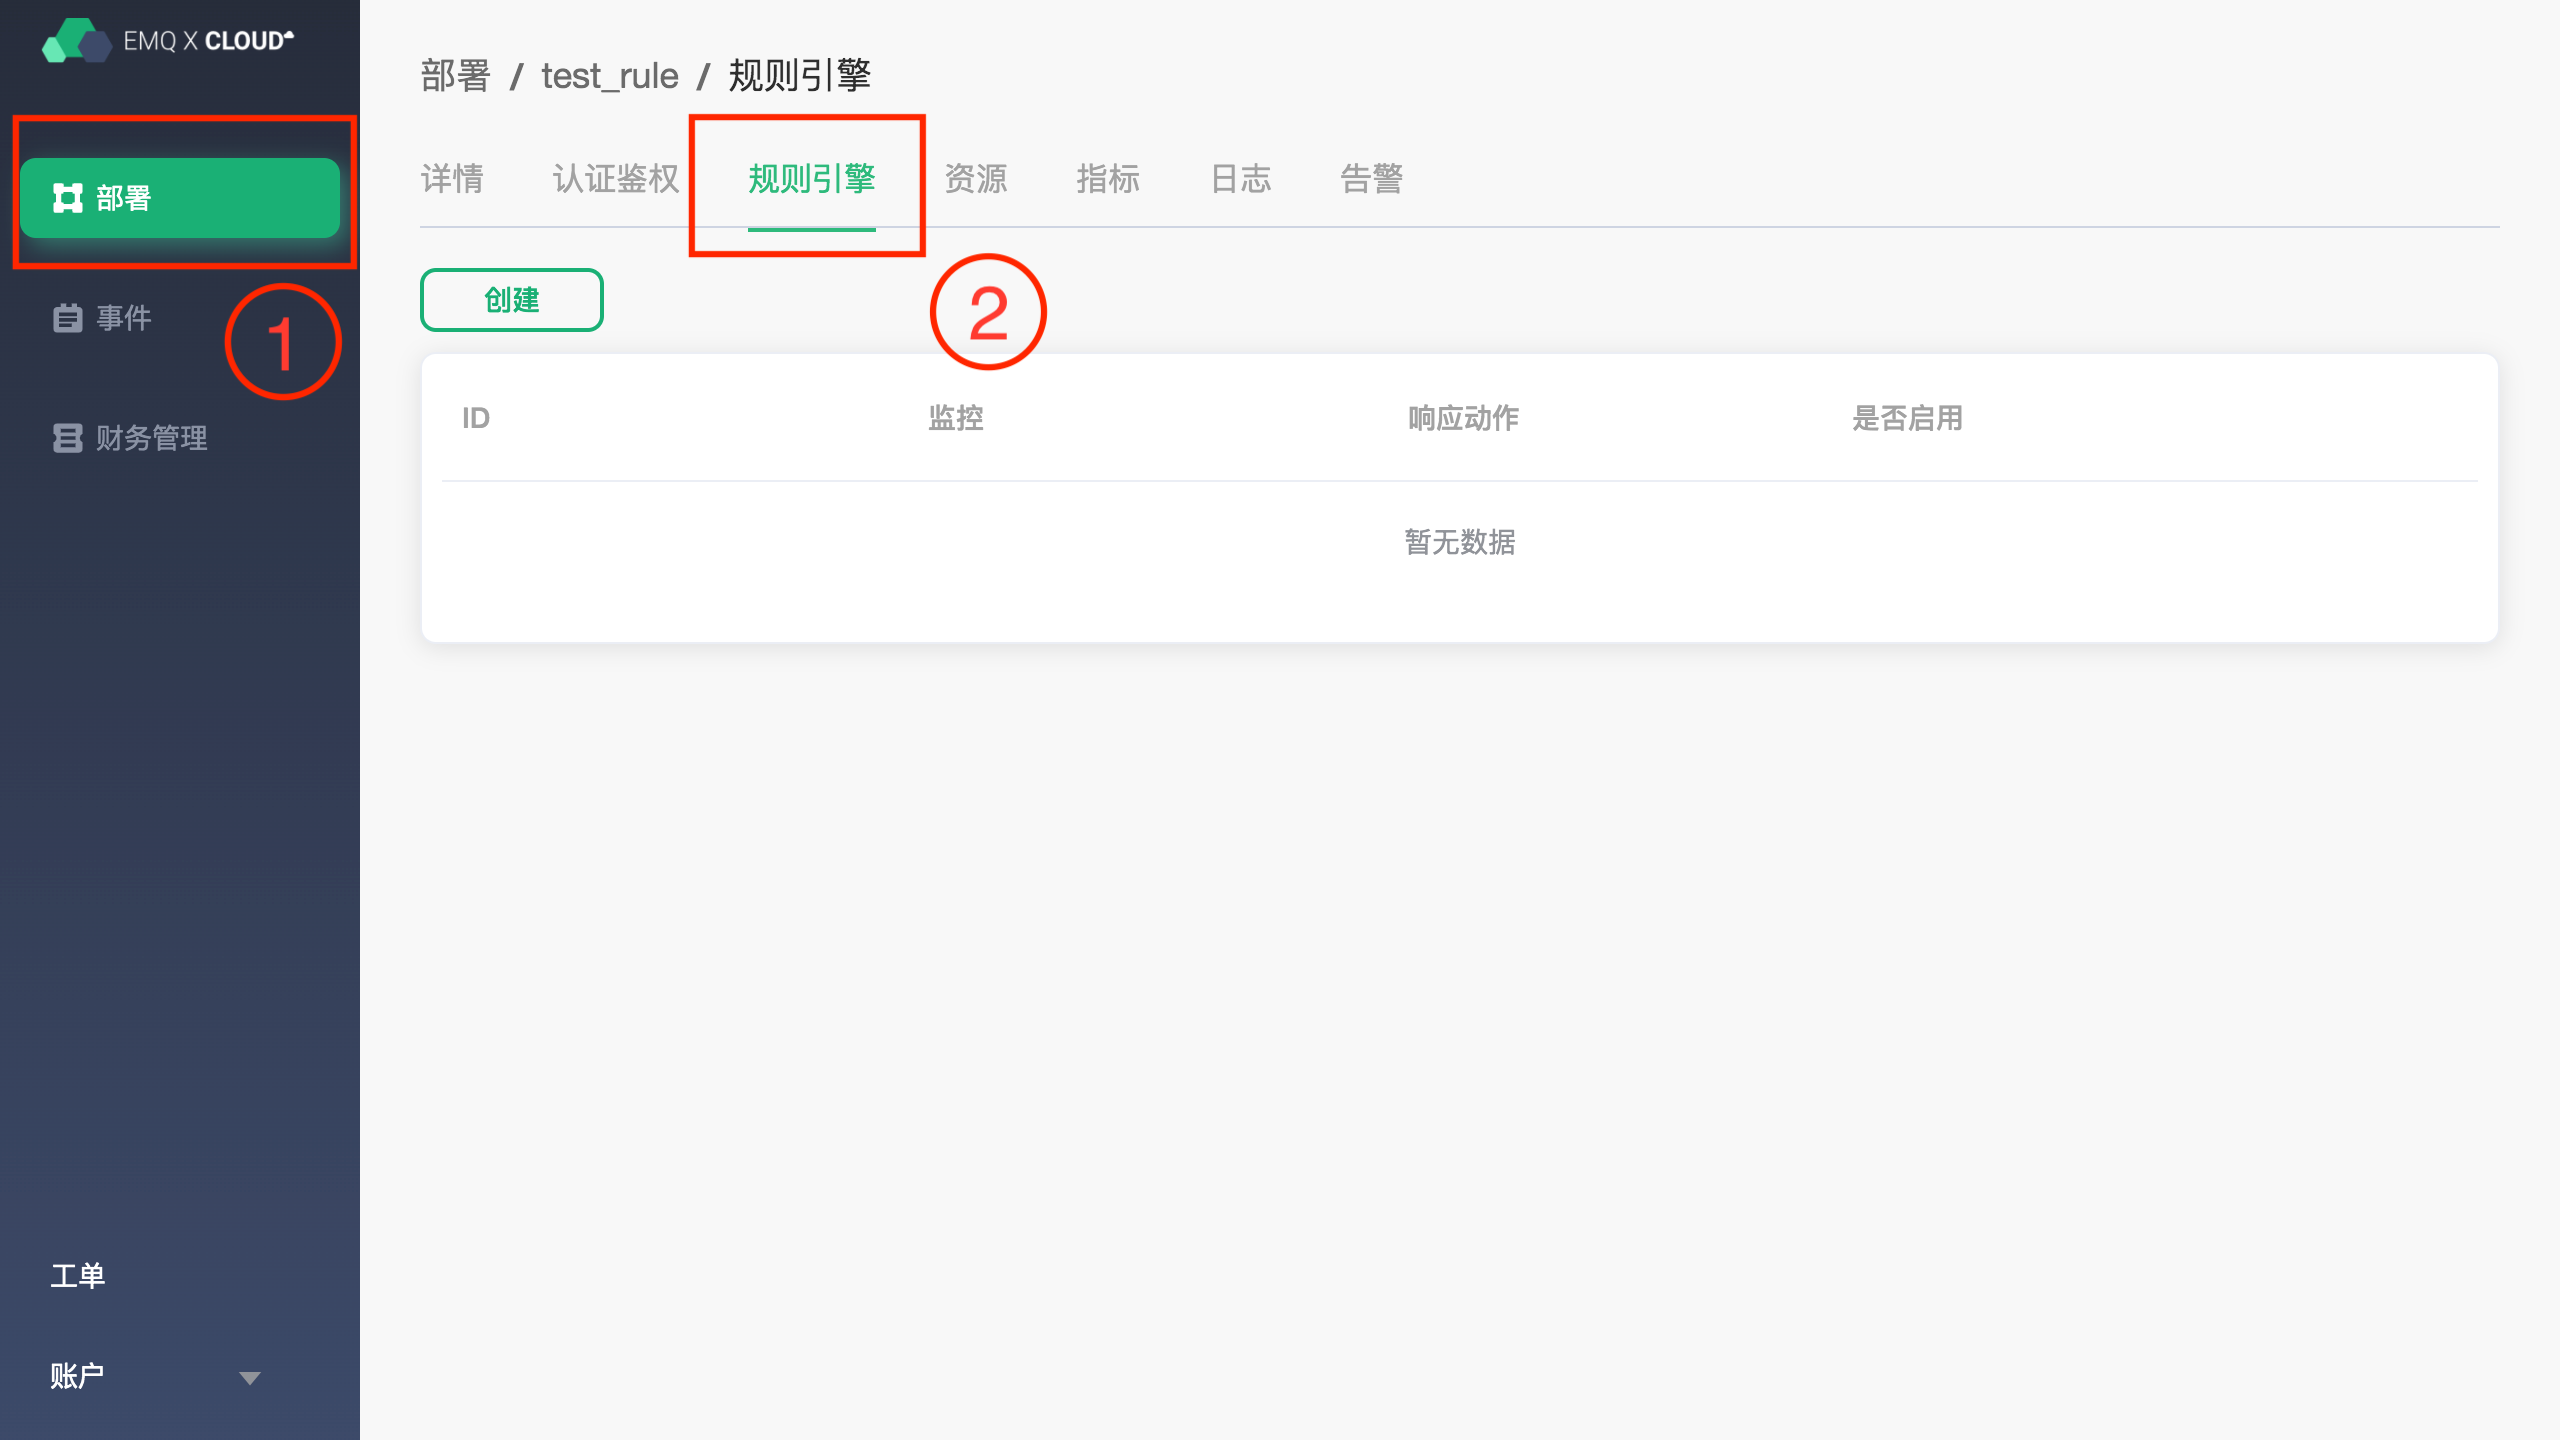 EMQ X CLOUD
部署
1
事件
财务管理
工单
账户
部署 / test_rule / 规则引擎
详情 认证鉴权 规则引擎 资源 指标 日志 告警
2
创建
ID 监控 响应动作 是否启用
暂无数据